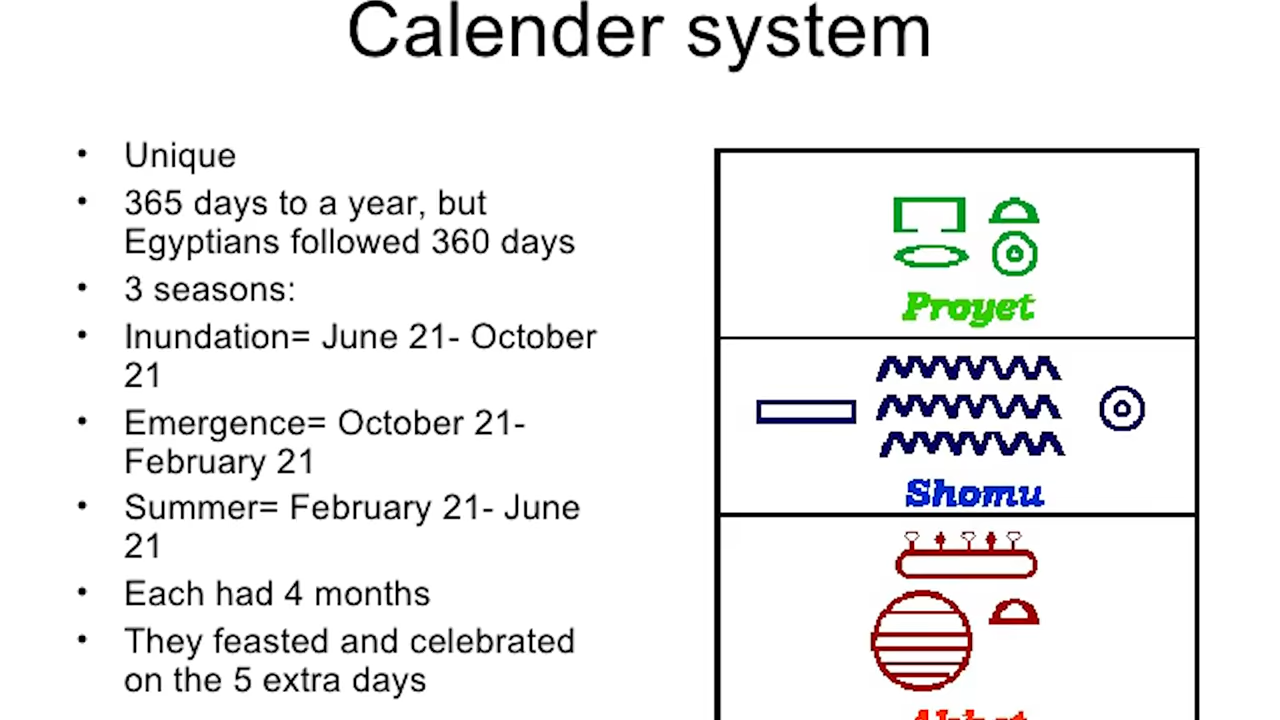 Calender system
• Unique
• 365 days to a year, but
Egyptians followed 360 days
• 3 seasons:
• Inundation= June 21- October
21
• Emergence= October 21-
February 21
• Summer= February 21- June
21
• Each had 4 months
• They feasted and celebrated
on the 5 extra days
Proyet
Shomu